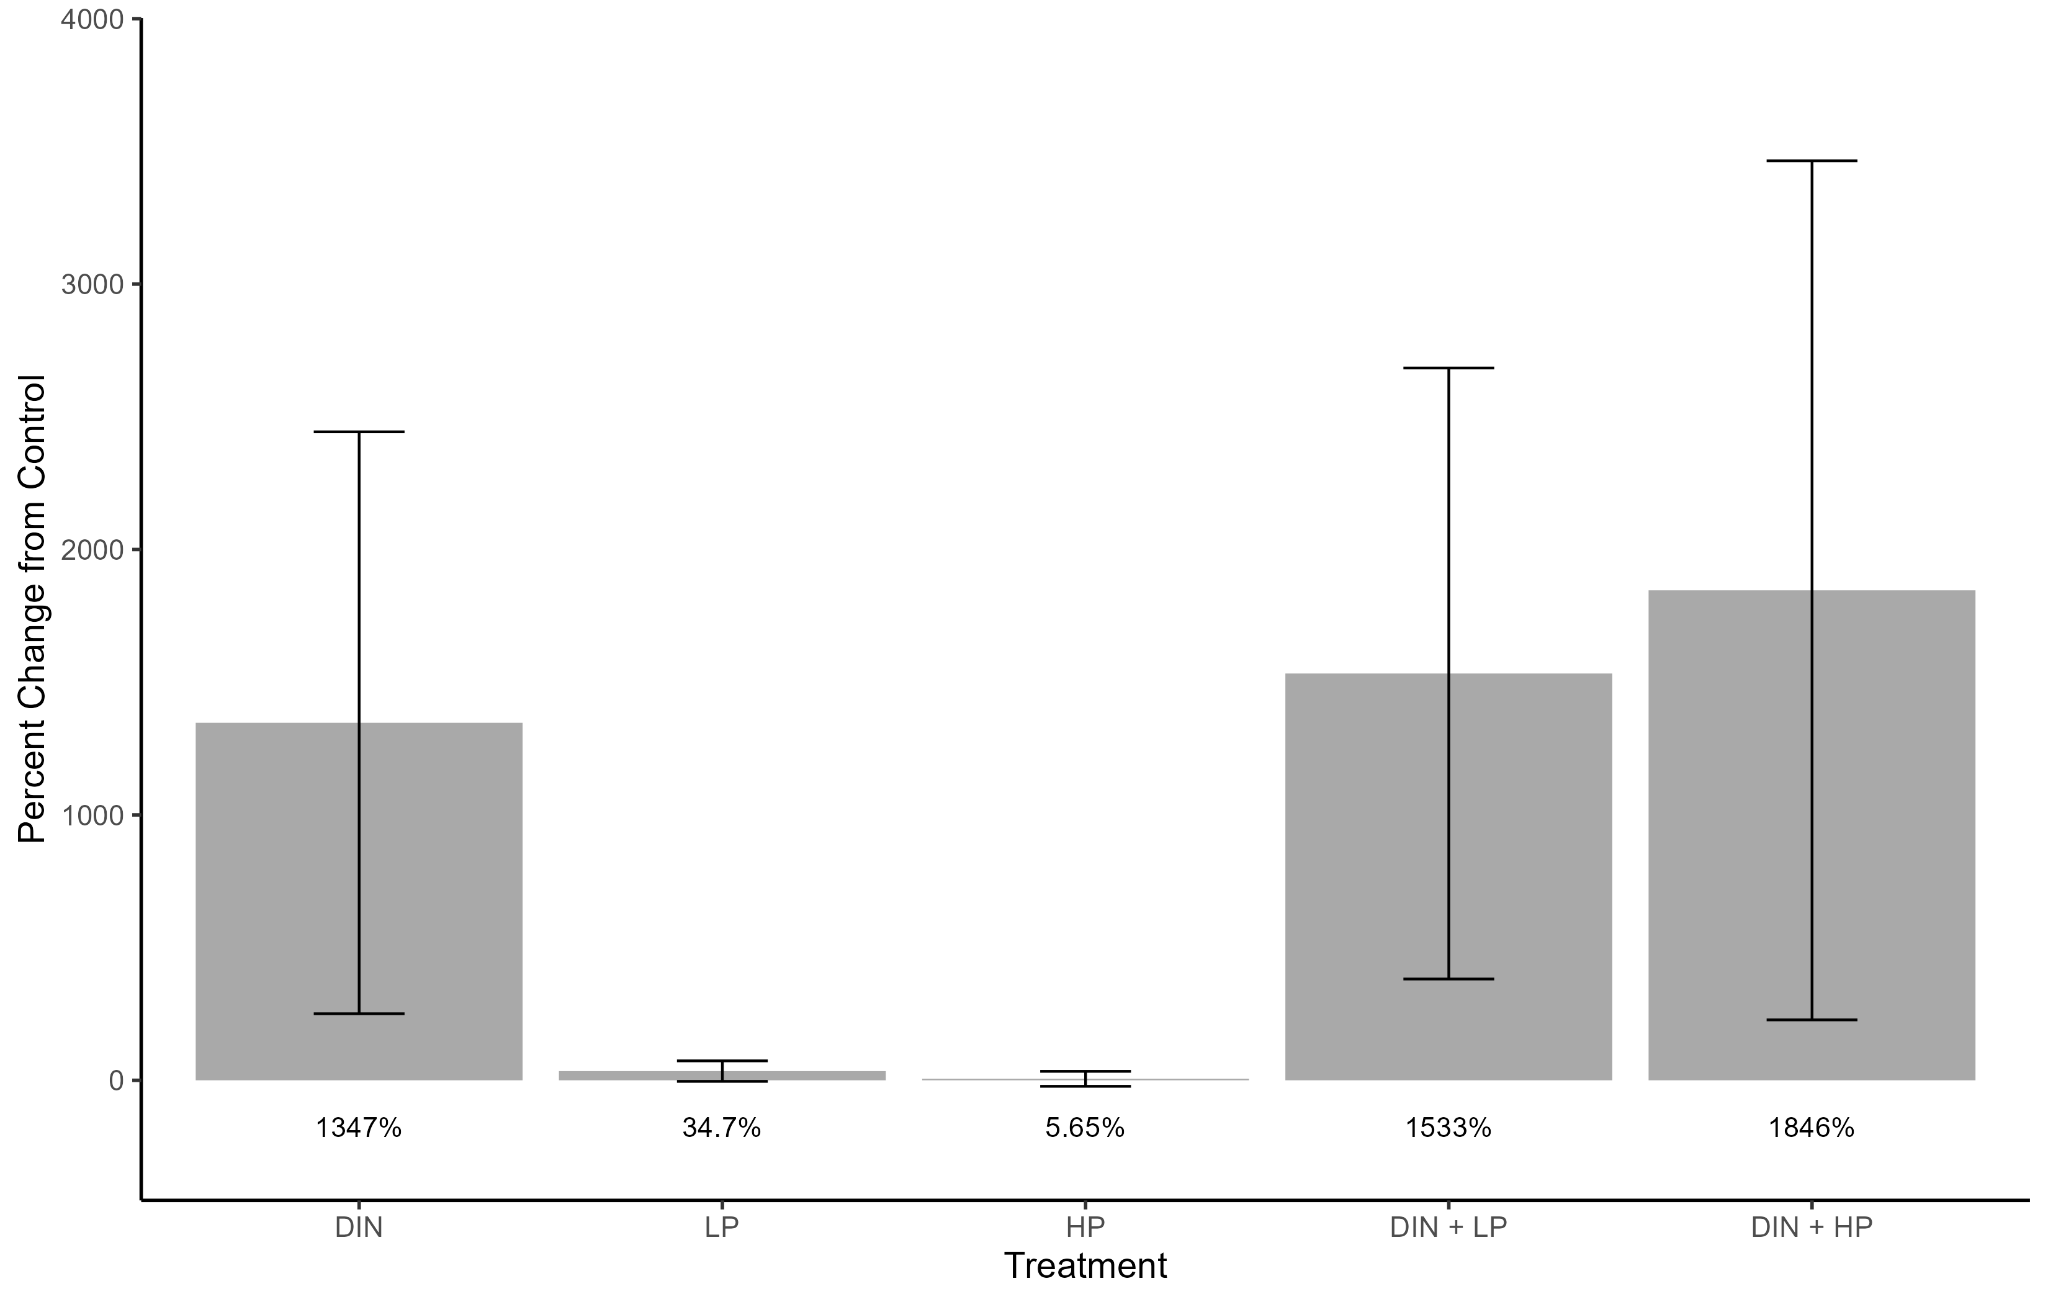 4000
3000
2000
1000
0
Percent Change from Control
1347% 34.7% 5.65% 1533% 1846%
DIN LP HP DIN + LP DIN + HP
Treatment